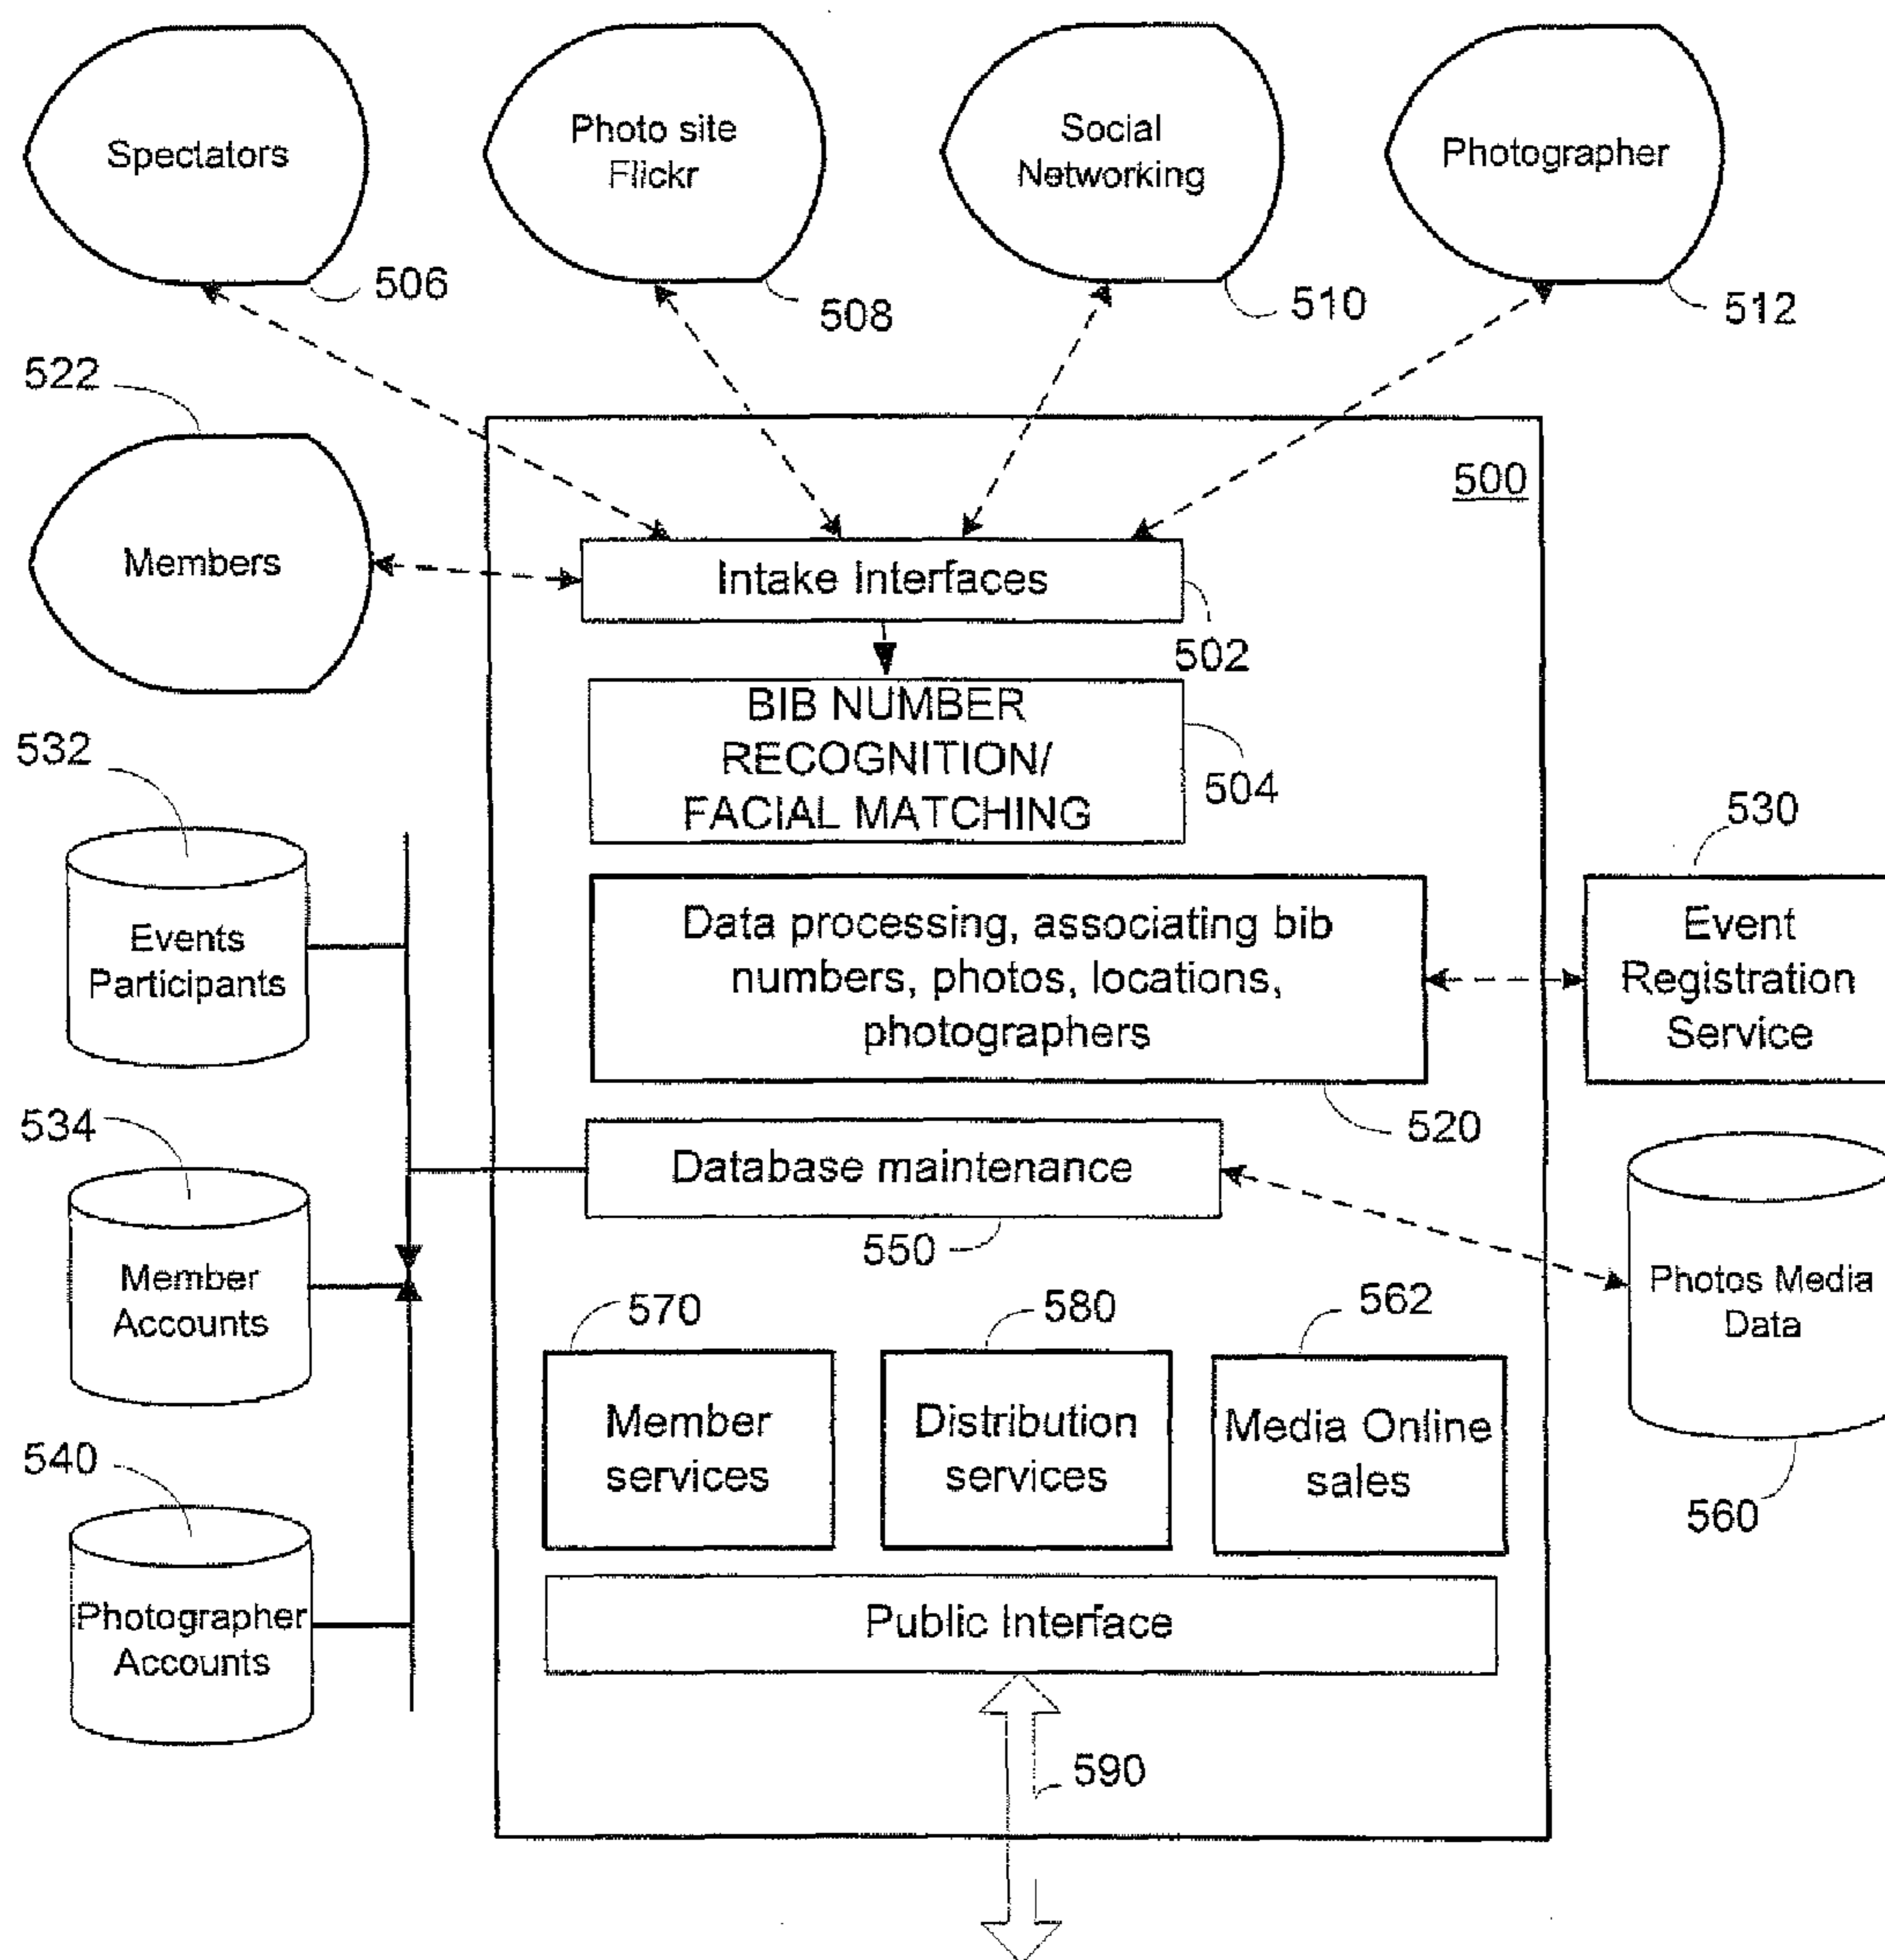 Spectators
Photo site
Flickr
Social
Networking
Photographer
506
508
510
512
522
500
Members
Intake Interfaces
502
BIB NUMBER
RECOGNITION/
FACIAL MATCHING
504
532
530
Events
Participants
Data processing, associating bib
numbers, photos, locations,
photographers
Event
Registration
Service
520
534
Database maintenance
550
Member
Accounts
Photos Media
Data
570
580
562
Member
services
Distribution
services
Media Online
sales
560
540
Photographer
Accounts
Public Interface
590